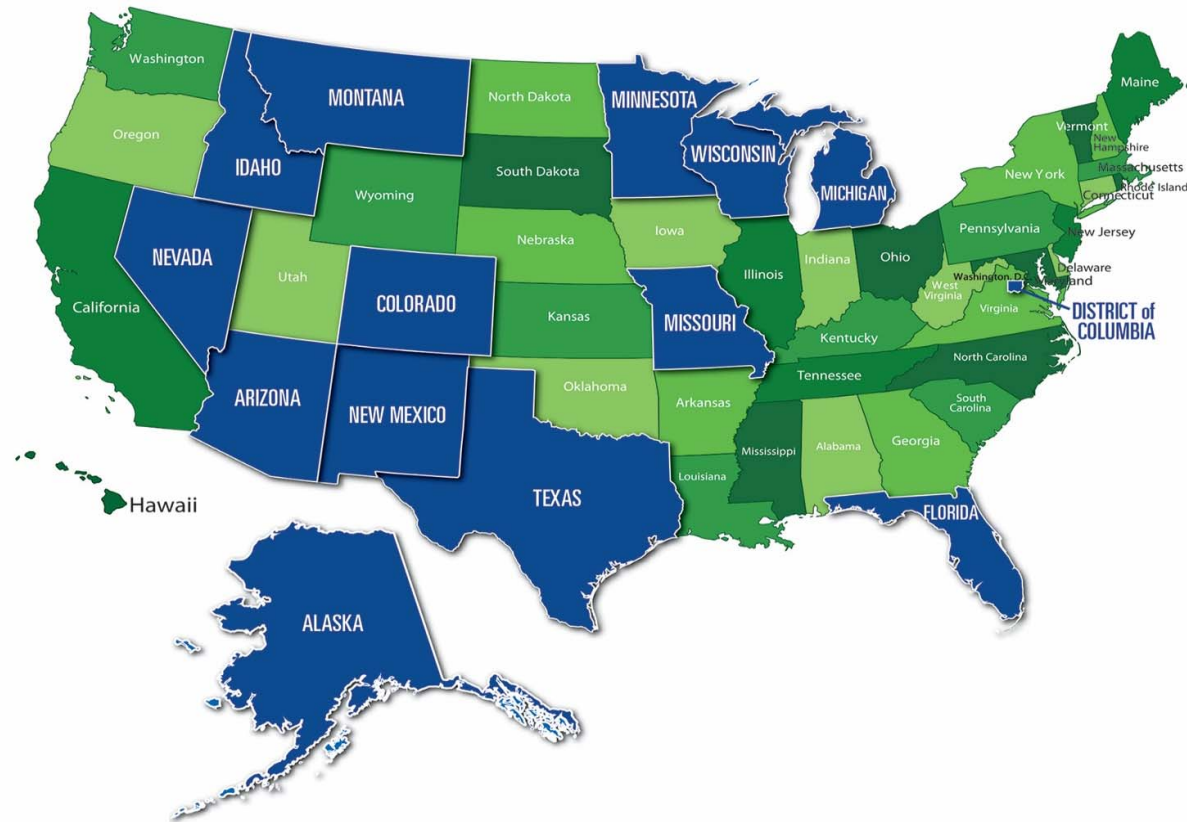 Washington
MONTANA
North Dakota
MINNESOTA
Maine
Oregon
IDAHO
WISCONSIN
Vermont
New
Hampshire
South Dakota
MICHIGAN
Massachusetts
Wyoming
New York
Rhode Island
Connecticut
NEVADA
Nebraska
Iowa
Pennsylvania
New Jersey
Utah
Illinois
Indiana
Ohio
Delaware
Washington. D.C.
Maryland
California
COLORADO
West
Virginia
Virginia
DISTRICT of
COLUMBIA
Kansas
MISSOURI
Kentucky
North Carolina
Tennessee
ARIZONA
NEW MEXICO
Oklahoma
Arkansas
South
Carolina
Mississippi
Alabama
Georgia
Louisiana
Hawaii
TEXAS
FLORIDA
ALASKA